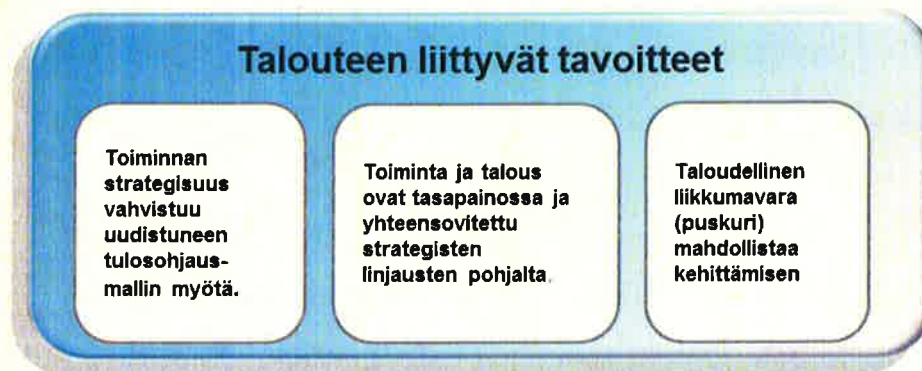 Talouteen liittyvät tavoitteet
Toiminnan
strategisuus
vahvistuu
uudistuneen
tulosohjaus-
mallin myötä.
Toiminta ja talous
ovat tasapainossa ja
yhteensovitettu
strategisten
linjausten pohjalta.
Taloudellinen
liikkumavara
(puskuri)
mahdollistaa
kehittämisen